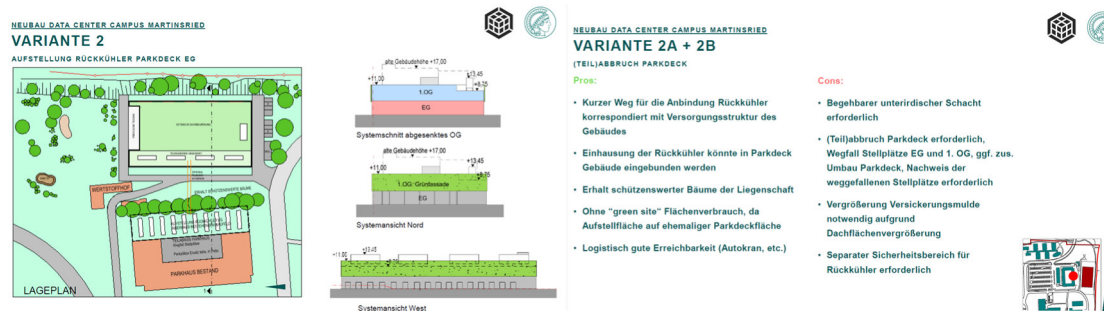 NEUBAU DATA CENTER CAMPUS MARTINSRIED
VARIANTE 2
AUFSTELLUNG RÜCKKÜHLER PARKDECK EG
WERTSTOFFHOF
PARKHAUS BESTAND
LAGEPLAN
alte Gebäudehöhe +17,00
+11,00
13,45
1.OG
EG
Systemschnitt abgesenktes OG
alte Gebäudehöhe +17,00
+11,00
13,45
1.OG Grünfassade
EG
Systemansicht Nord
+13,45
+11,00
Systemansicht West
NEUBAU DATA CENTER CAMPUS MARTINSRIED
VARIANTE 2A + 2B
(TEIL)ABBRUCH PARKDECK
Pros:
• Kurzer Weg für die Anbindung Rückkühler
korrespondiert mit Versorgungsstruktur des
Gebäudes
• Einhausung der Rückkühler könnte in Parkdeck
Gebäude eingebunden werden
• Erhalt schützenswerter Bäume der Liegenschaft
• Ohne “green site“ Flächenverbrauch, da
Aufstellfläche auf ehemaliger Parkdeckfläche
• Logistisch gute Erreichbarkeit (Autokran, etc.)
Cons:
• Begehbarer unterirdischer Schacht
erforderlich
• (Teil)abbruch Parkdeck erforderlich,
Wegfall Stellplätze EG und 1. OG, ggf. zus.
Umbau Parkdeck, Nachweis der
weggefallenen Stellplätze erforderlich
• Vergrößerung Versickerungsmulde
notwendig aufgrund
Dachflächenvergrößerung
• Separater Sicherheitsbereich für
Rückkühler erforderlich